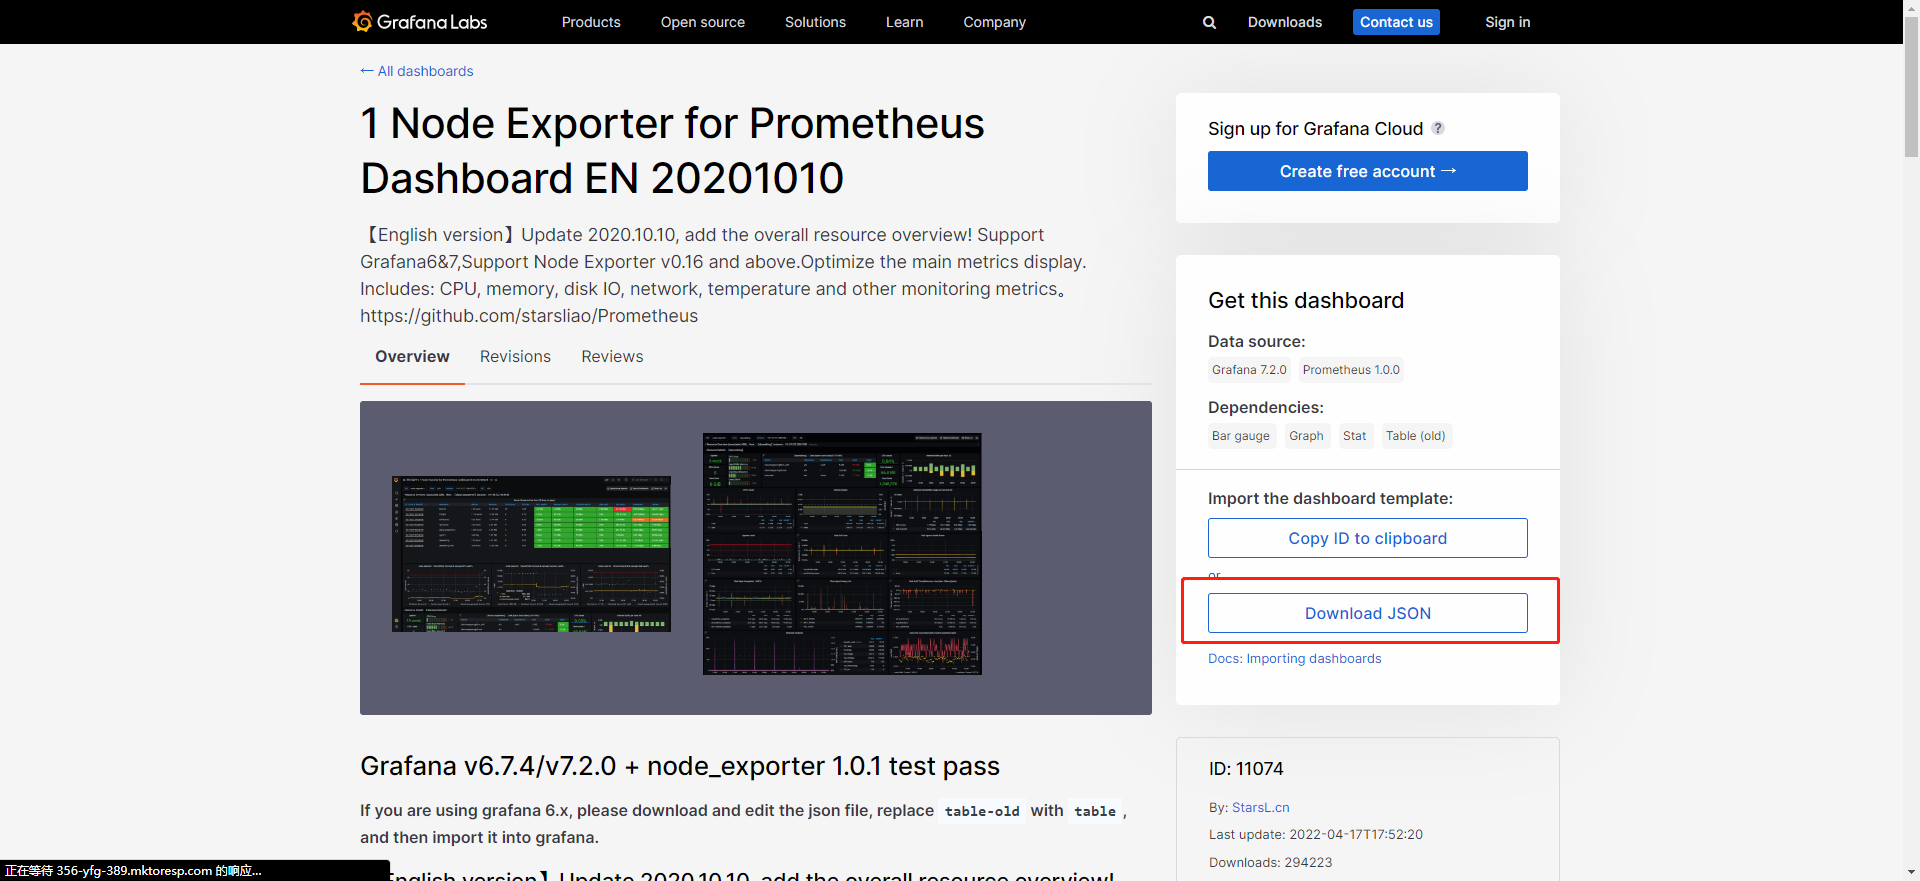 Grafana Labs
Products Open source Solutions Learn Company Downloads Contact us Sign in
← All dashboards
1 Node Exporter for Prometheus
Dashboard EN 20201010
【English version】Update 2020.10.10, add the overall resource overview! Support
Grafana6&7,Support Node Exporter v0.16 and above.Optimize the main metrics display.
Includes: CPU, memory, disk IO, network, temperature and other monitoring metrics。
https://github.com/starsliao/Prometheus
Overview Revisions Reviews
Grafana v6.7.4/v7.2.0 + node_exporter 1.0.1 test pass
If you are using grafana 6.x, please download and edit the json file, replace table-old with table ,
and then import it into grafana.
English version】Update 2020.10.10, add the overall resource overview!
Sign up for Grafana Cloud ?
Create free account →
Get this dashboard
Data source:
Grafana 7.2.0 Prometheus 1.0.0
Dependencies:
Bar gauge Graph Stat Table (old)
Import the dashboard template:
Copy ID to clipboard
or
Download JSON
Docs: Importing dashboards
ID: 11074
By: StarsL.cn
Last update: 2022-04-17T17:52:20
Downloads: 294223
正在等待 356-yfg-389.mktoresp.com 的响应...